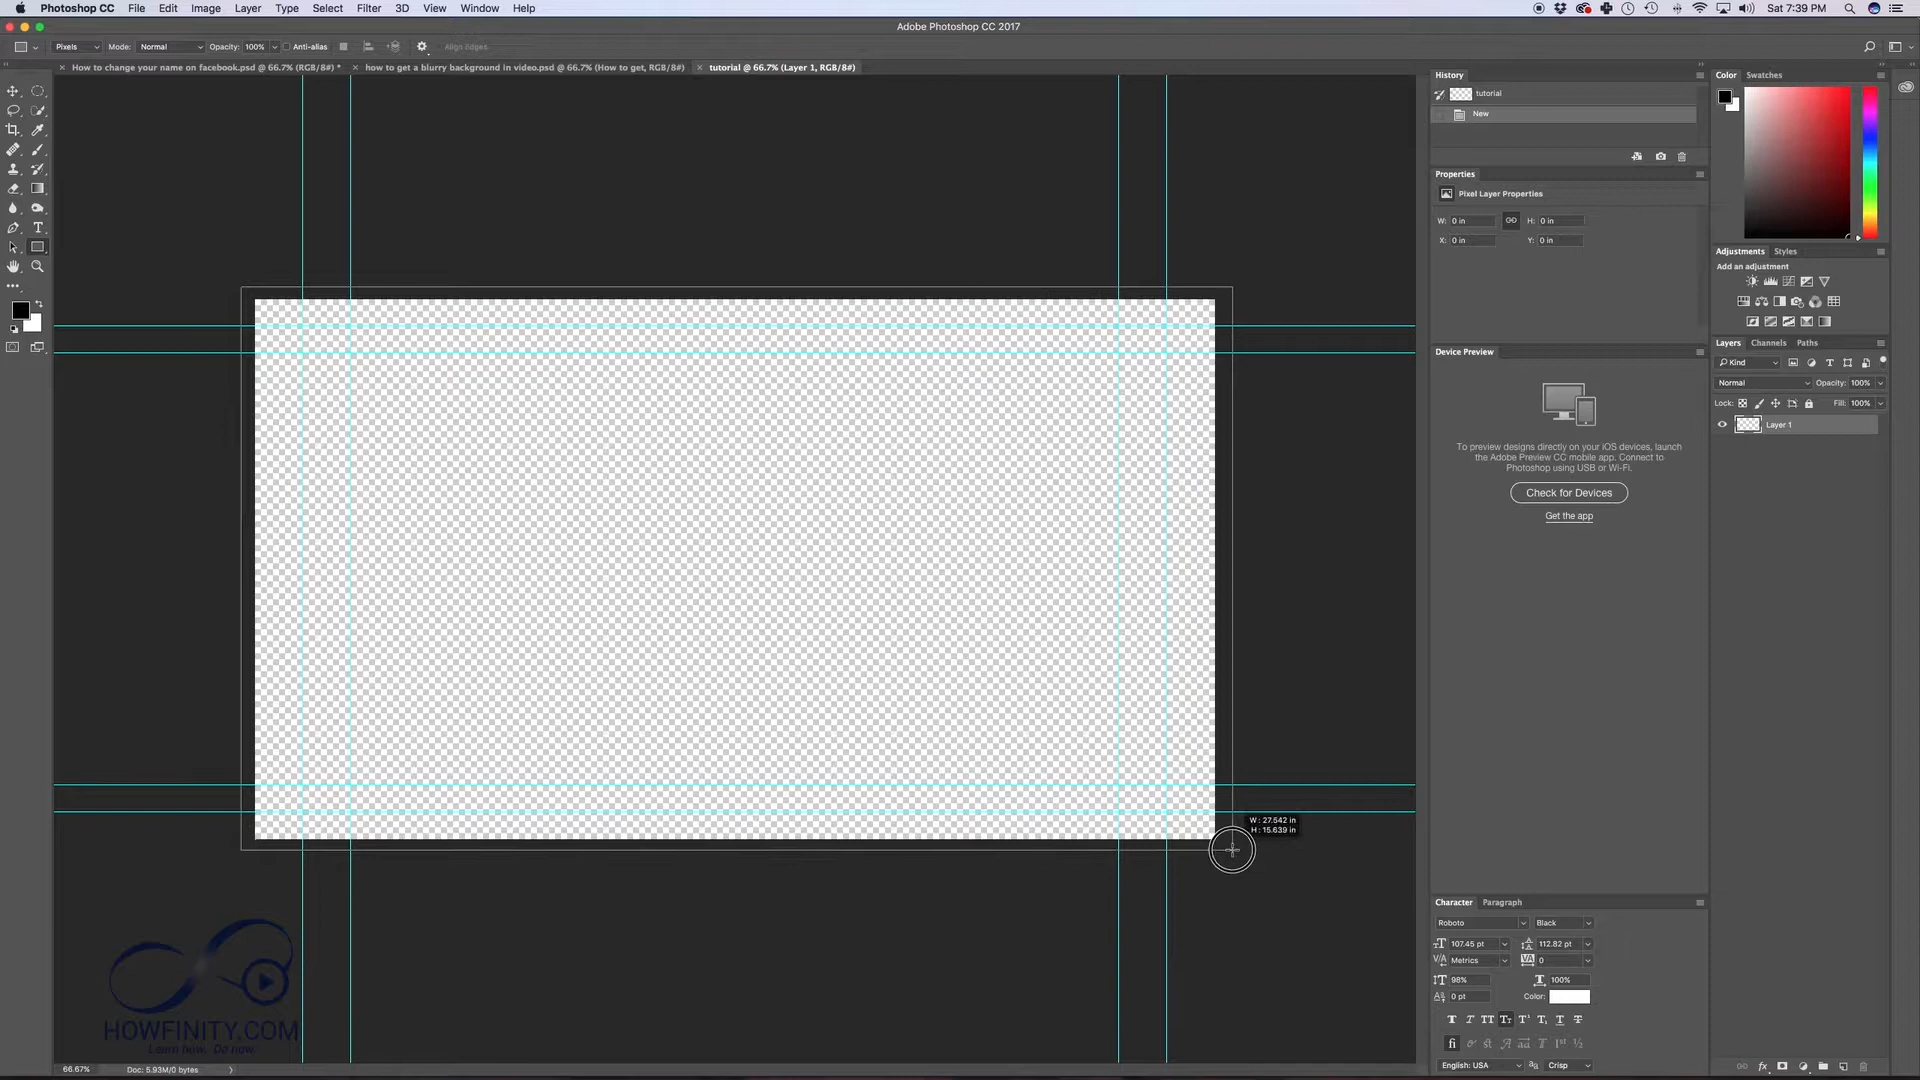 Photoshop CC File Edit Image Layer Type Select Filter 3D View Window Help Sat 7:39 PM
Adobe Photoshop CC 2017
Pixels Mode: Normal Opacity: 100% Anti-alias Align Edges
How to change your name on facebook.psd @ 66.7% (RGB/8#) *
how to get a blurry background in video.psd @ 66.7% (How to get, RGB/8#)
tutorial @ 66.7% (Layer 1, RGB/8#)
History
tutorial
New
Properties
Pixel Layer Properties
W: 0 in H: 0 in
X: 0 in Y: 0 in
Device Preview
To preview designs directly on your iOS devices, launch
the Adobe Preview CC mobile app. Connect to
Photoshop using USB or Wi-Fi.
Check for Devices
Get the app
Color Swatches
Adjustments Styles
Add an adjustment
Layers Channels Paths
Kind
Normal Opacity: 100%
Lock: Fill: 100%
Layer 1
W: 27.542 in
H: 15.639 in
Character Paragraph
Roboto Black
107.45 pt 112.82 pt
Metrics 0
98% 100%
0 pt Color:
English: USA Crisp
HOWFINITY.COM
Learn how. Do now.
66.67% Doc: 5.93M/0 bytes